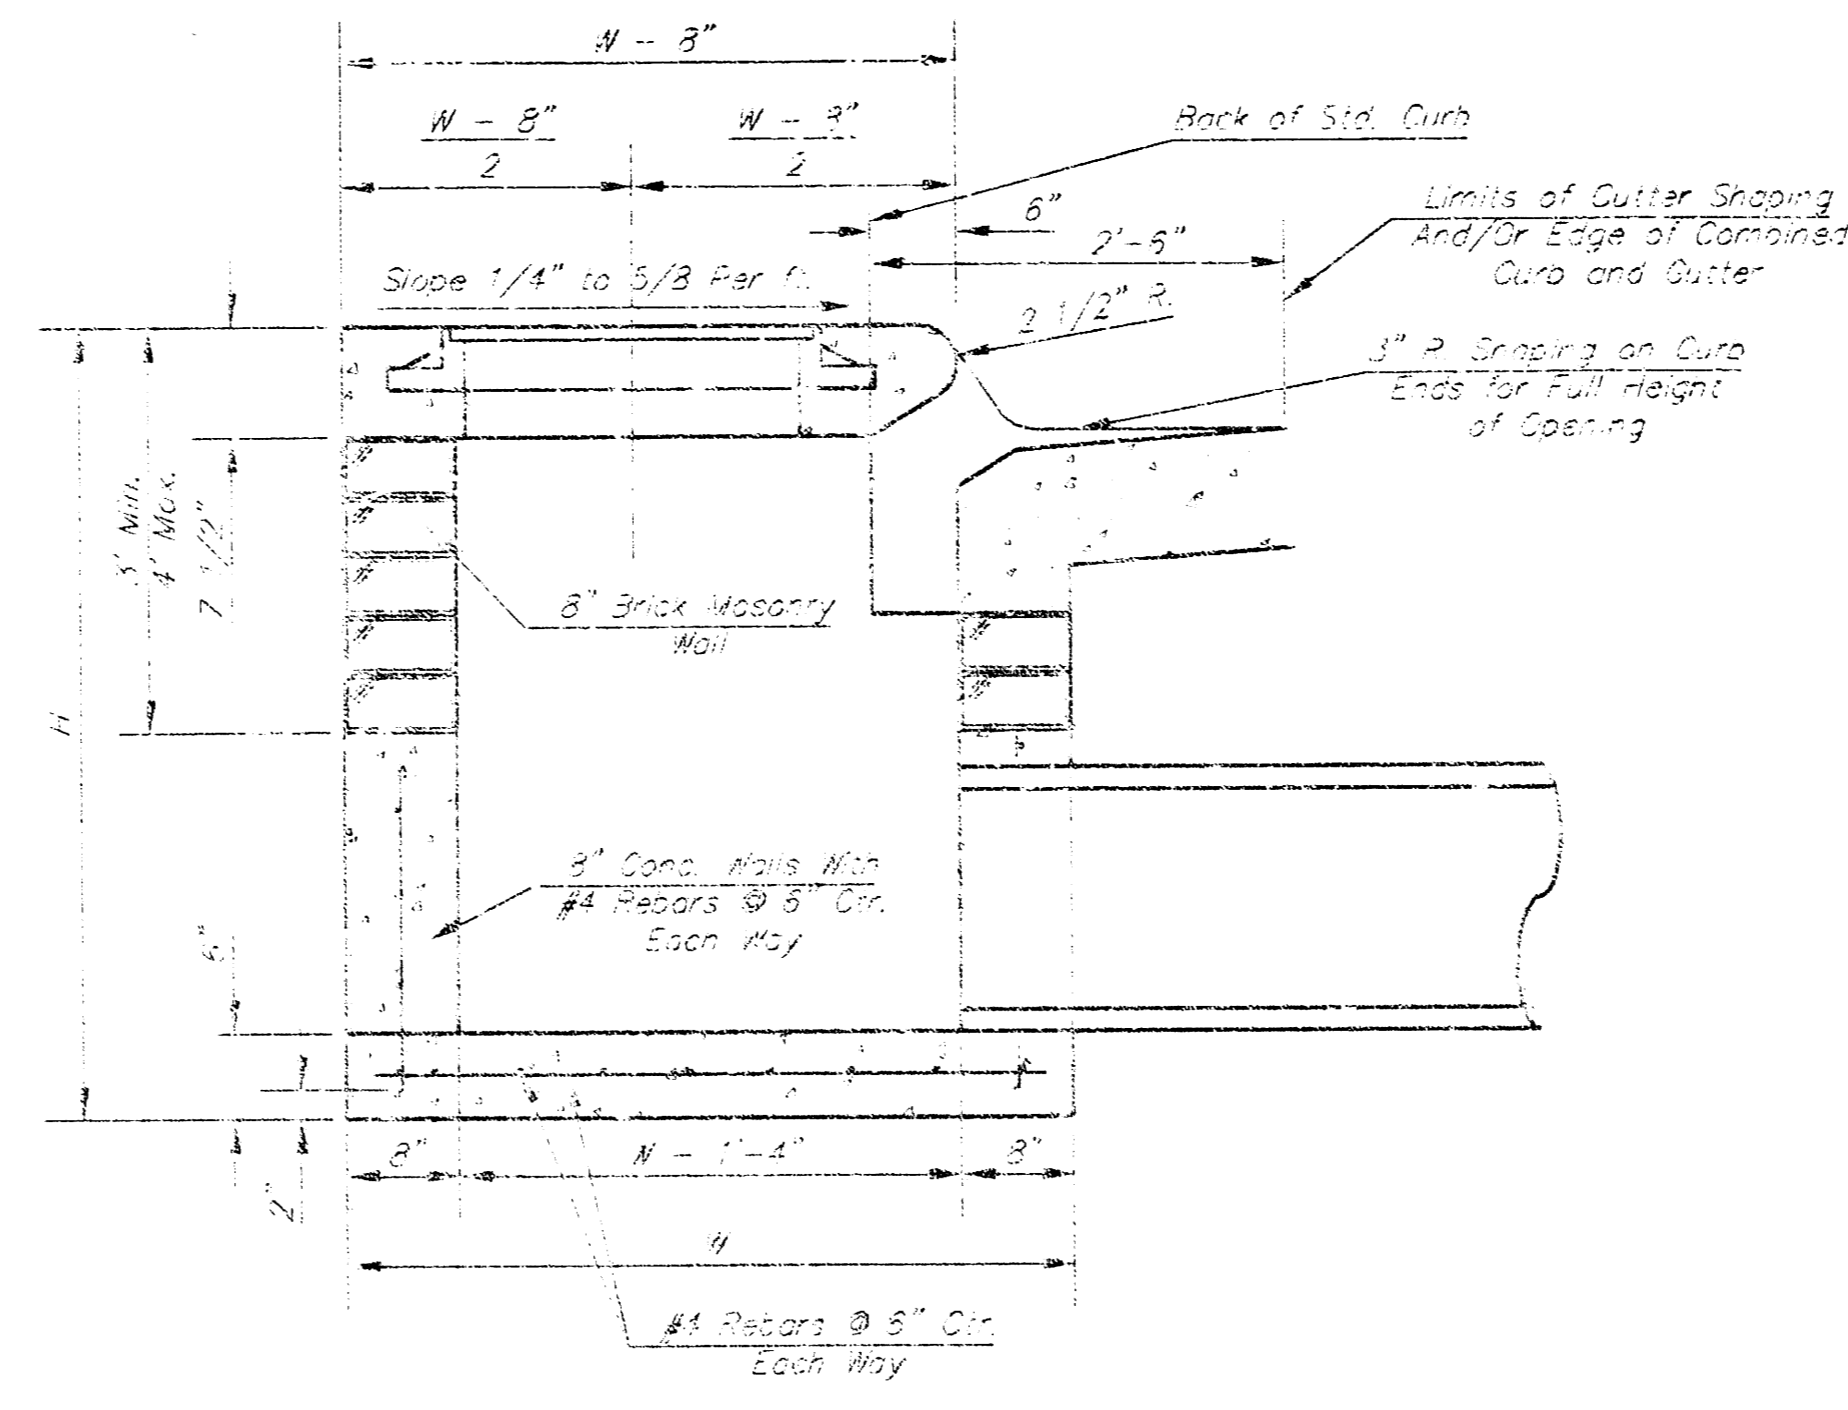 W - 8"
W - 8"
2
W - 8"
2
Back of Std. Curb
6"
2'-6"
Limits of Gutter Shaping
And/Or Edge of Combined
Curb and Gutter
Slope 1/4" to 5/8 Per ft.
2 1/2" R.
3" R. Shaping on Curb
Ends for Full Height
of Opening
3' Min.
4' Max.
7 1/2"
8" Brick Masonry
Wall
H
8" Conc. Walls With
#4 Rebars @ 6" Ctr.
Each Way
2"
8"
W - 1'-4"
8"
W
#4 Rebars @ 6" Ctr.
Each Way